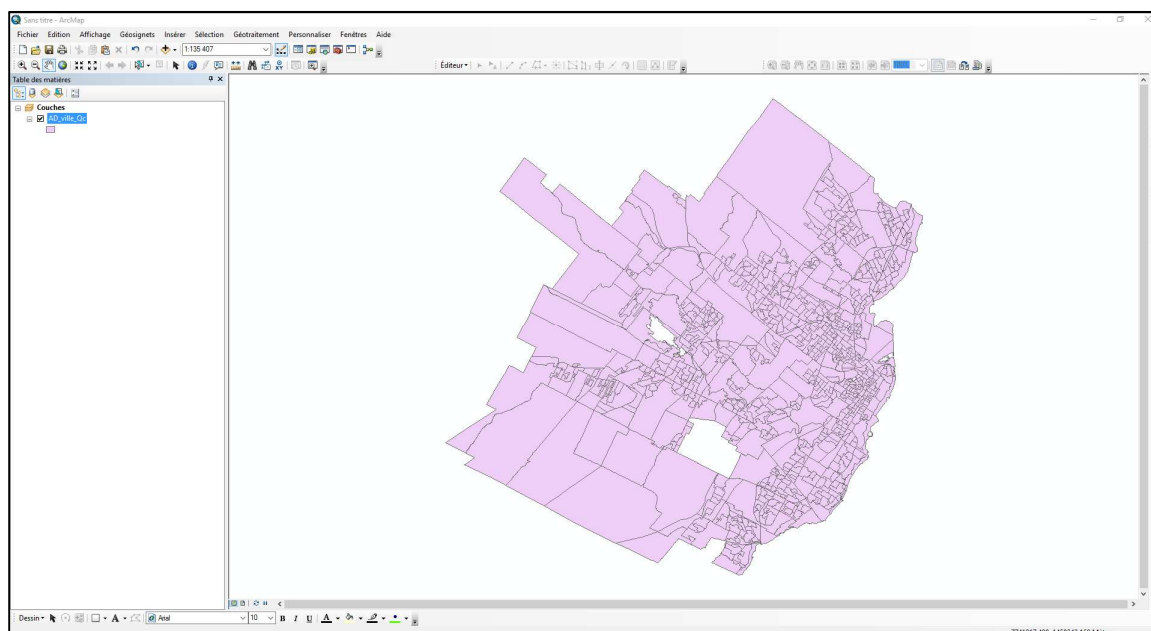 Sans titre - ArcMap
Fichier Edition Affichage Géosignets Insérer Sélection Géotraitement Personnaliser Fenêtres Aide
1:135 407
Éditeur
Table des matières
Couches
AD_ville_Qc
Dessin A Arial 10 B I U A